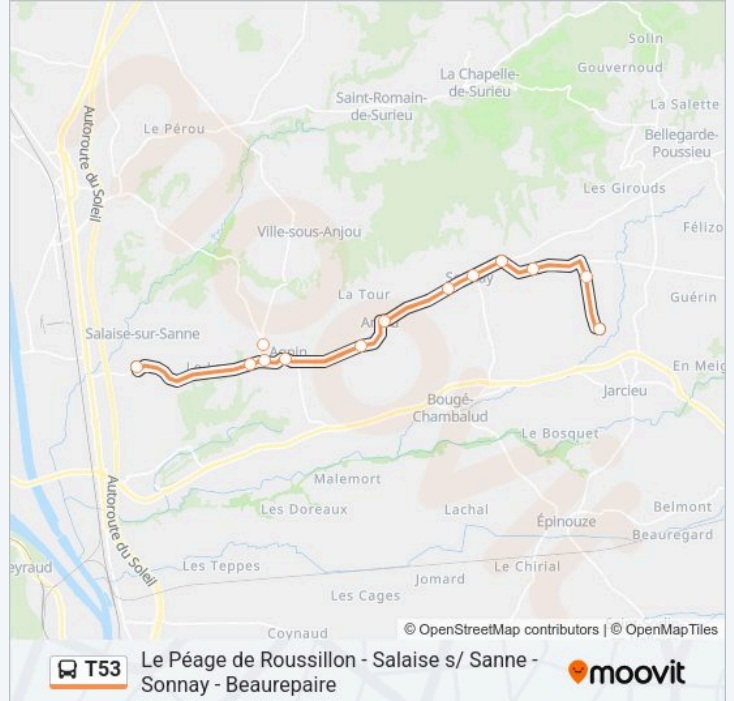 Solin
Gouvernoud
La Chapelle-
de-Surieu
Saint-Romain-
de-Surieu
La Salette
Le Pérou
Bellegarde-
Poussieu
Autoroute du Soleil
Les Girouds
Ville-sous-Anjou
Félizo
La Tour
Guérin
Salaise-sur-Sanne
En Meig
Jarcieu
Bougé-
Chambalud
Le Bosquet
Malemort
Autoroute du Soleil
Les Doreaux
Lachal
Belmont
Épinouze
Beauregard
eyraud
Les Teppes
Le Chirial
Jomard
Les Cages
Coynaud
© OpenStreetMap contributors | © OpenMapTiles
T53
Le Péage de Roussillon - Salaise s/ Sanne -
Sonnay - Beaurepaire
moovit